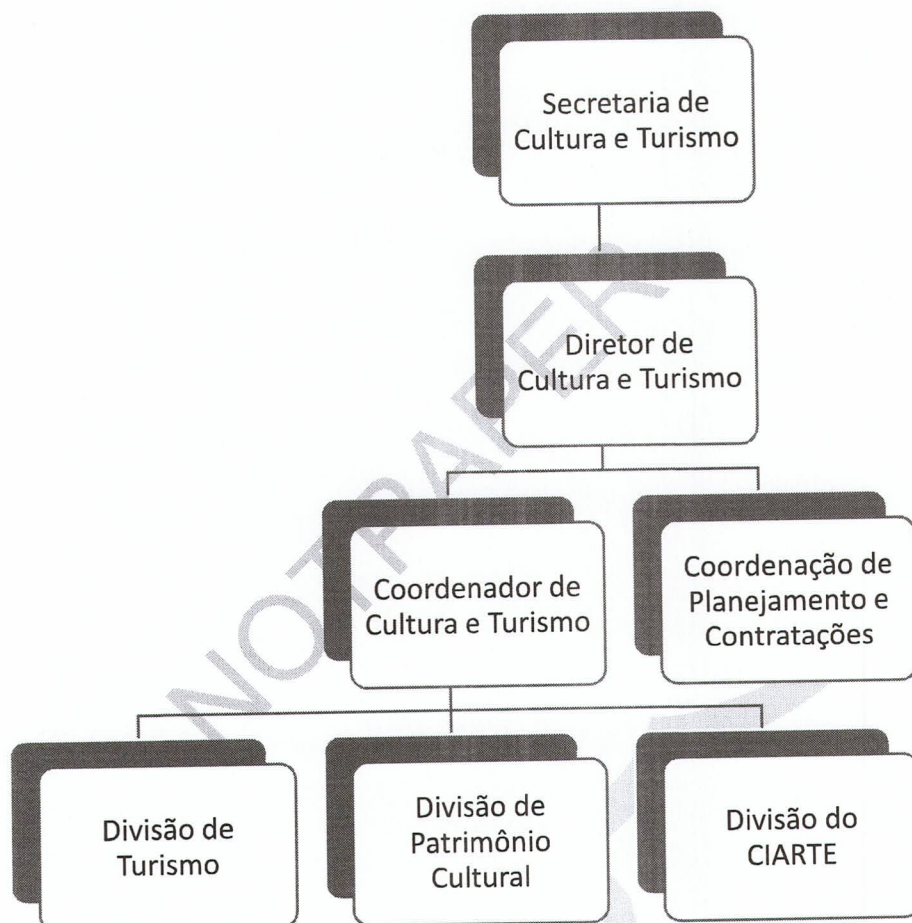 Secretaria de
Cultura e Turismo
Diretor de
Cultura e Turismo
Coordenador de
Cultura e Turismo
Coordenação de
Planejamento e
Contratações
Divisão de
Turismo
Divisão de
Patrimônio
Cultural
Divisão do
CIARTE
NOTPAPER